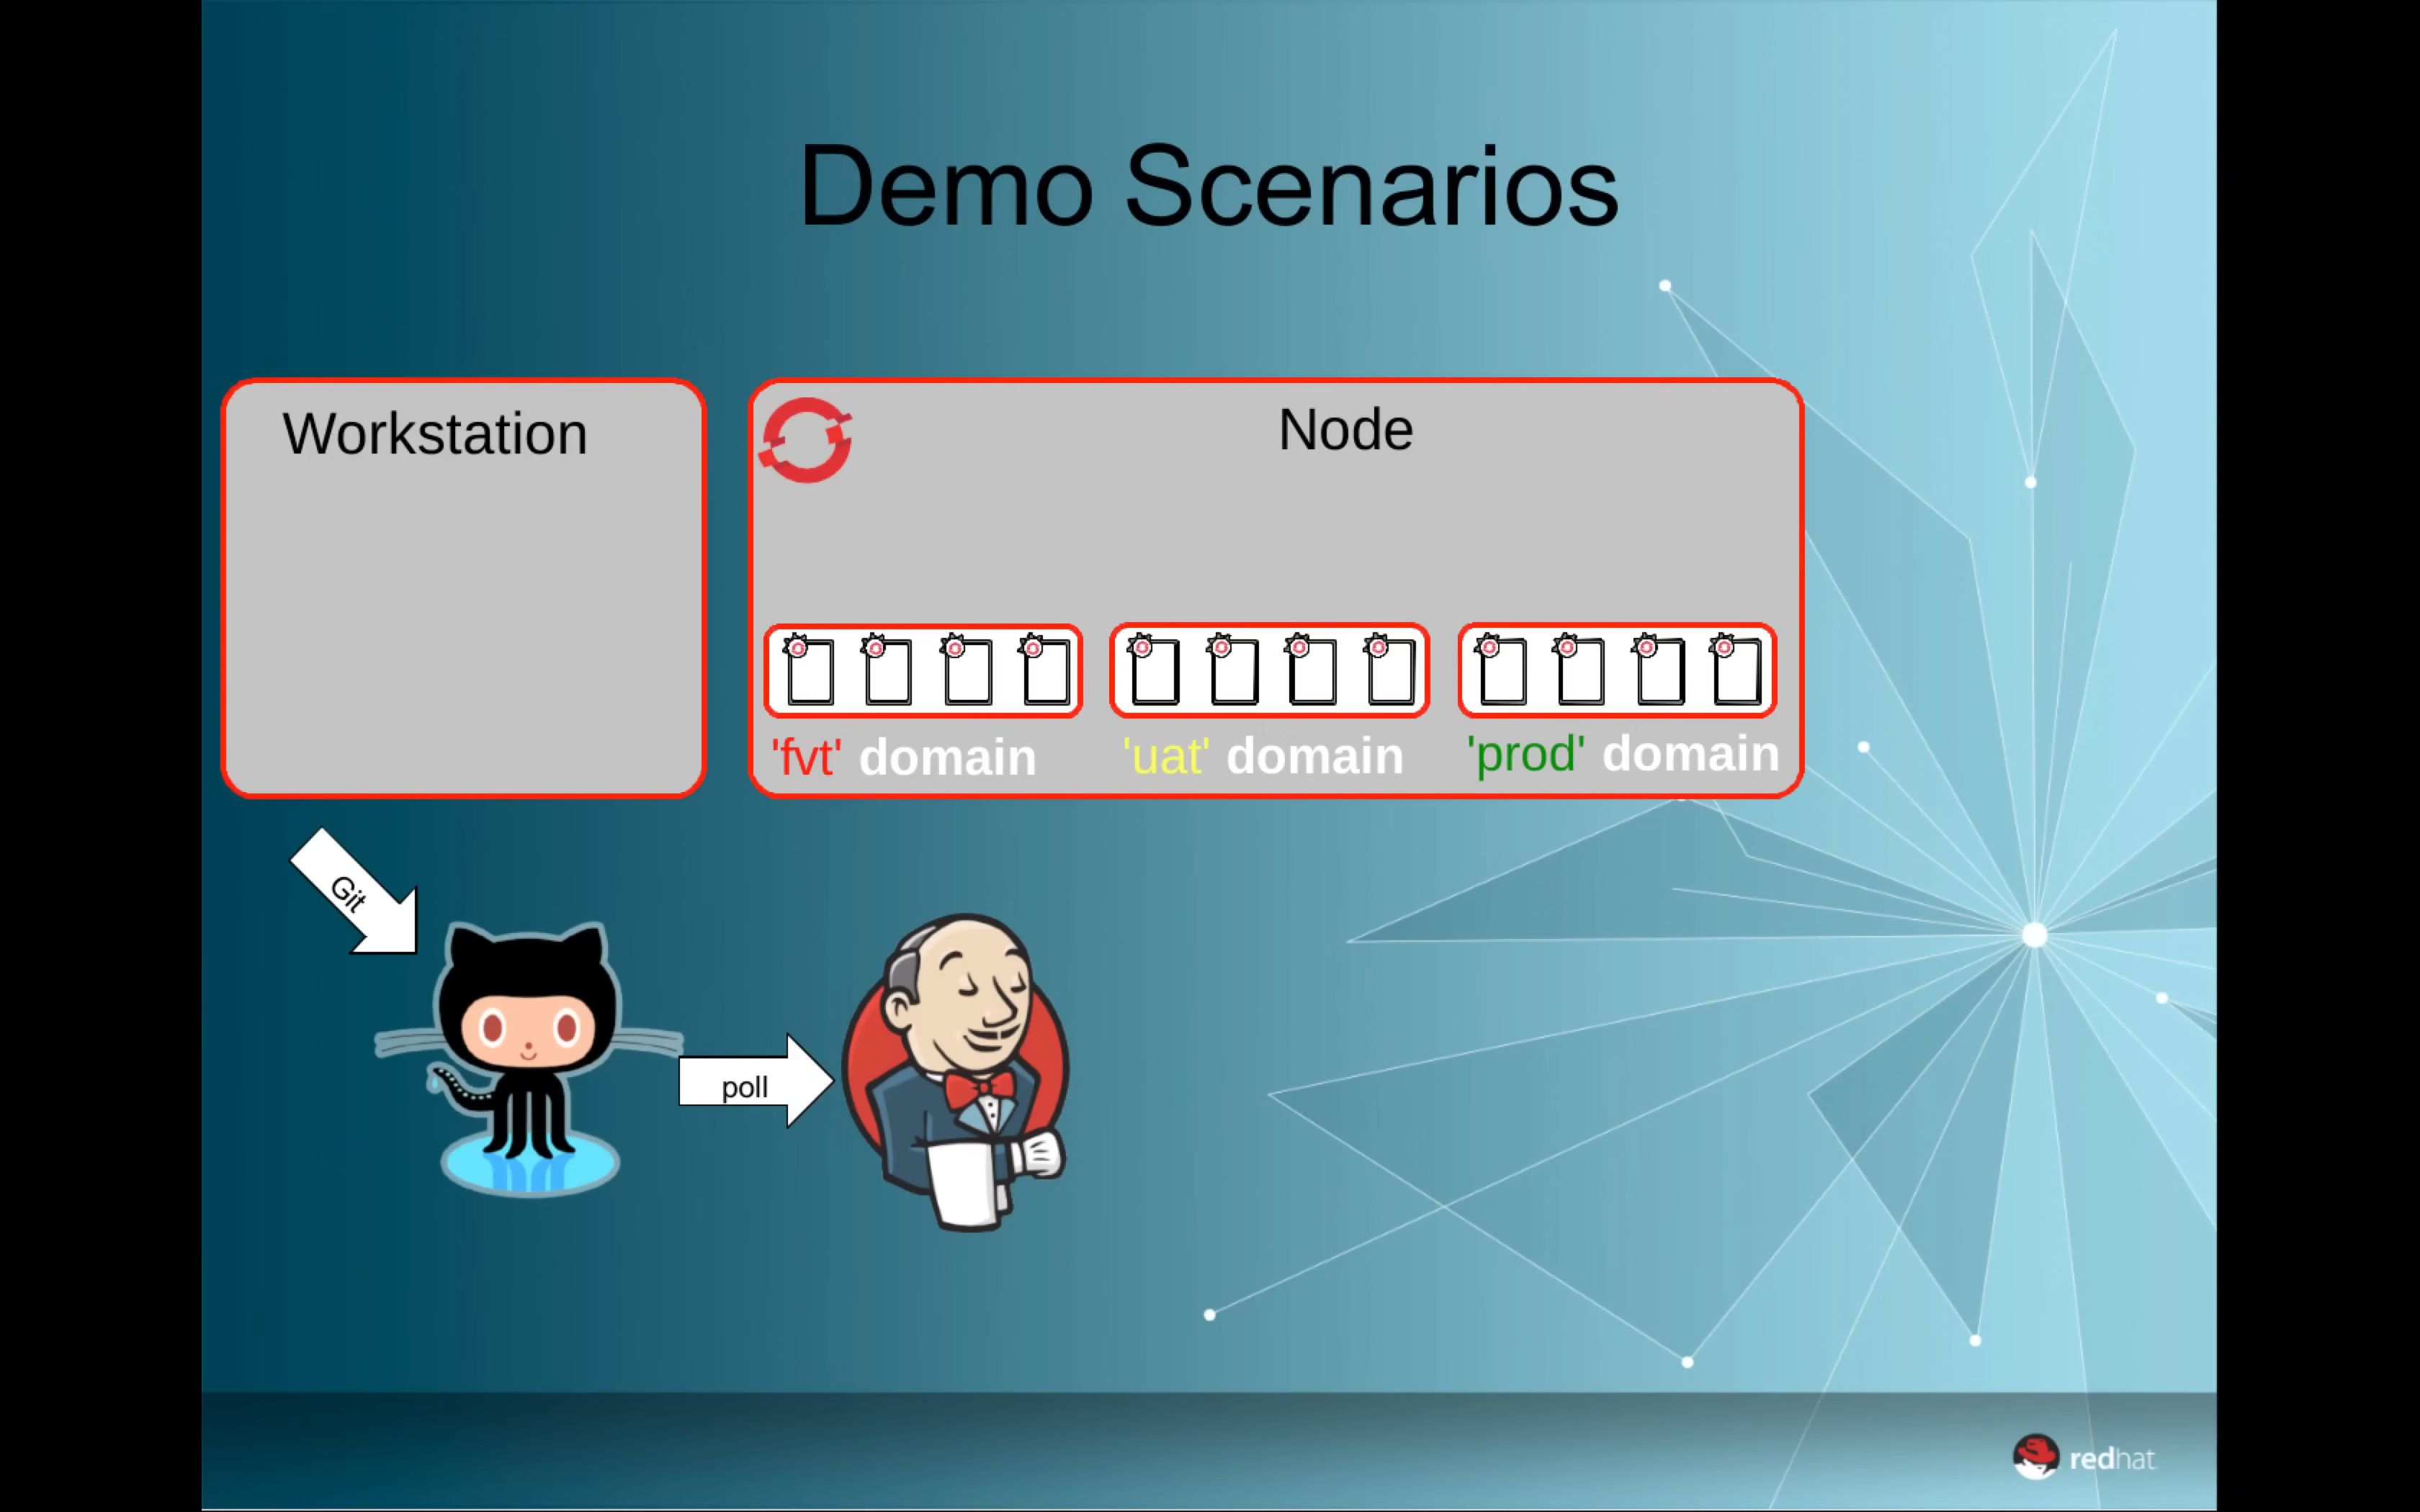 Demo Scenarios
Workstation
Node
'fvt' domain
'uat' domain
'prod' domain
Git
poll
redhat